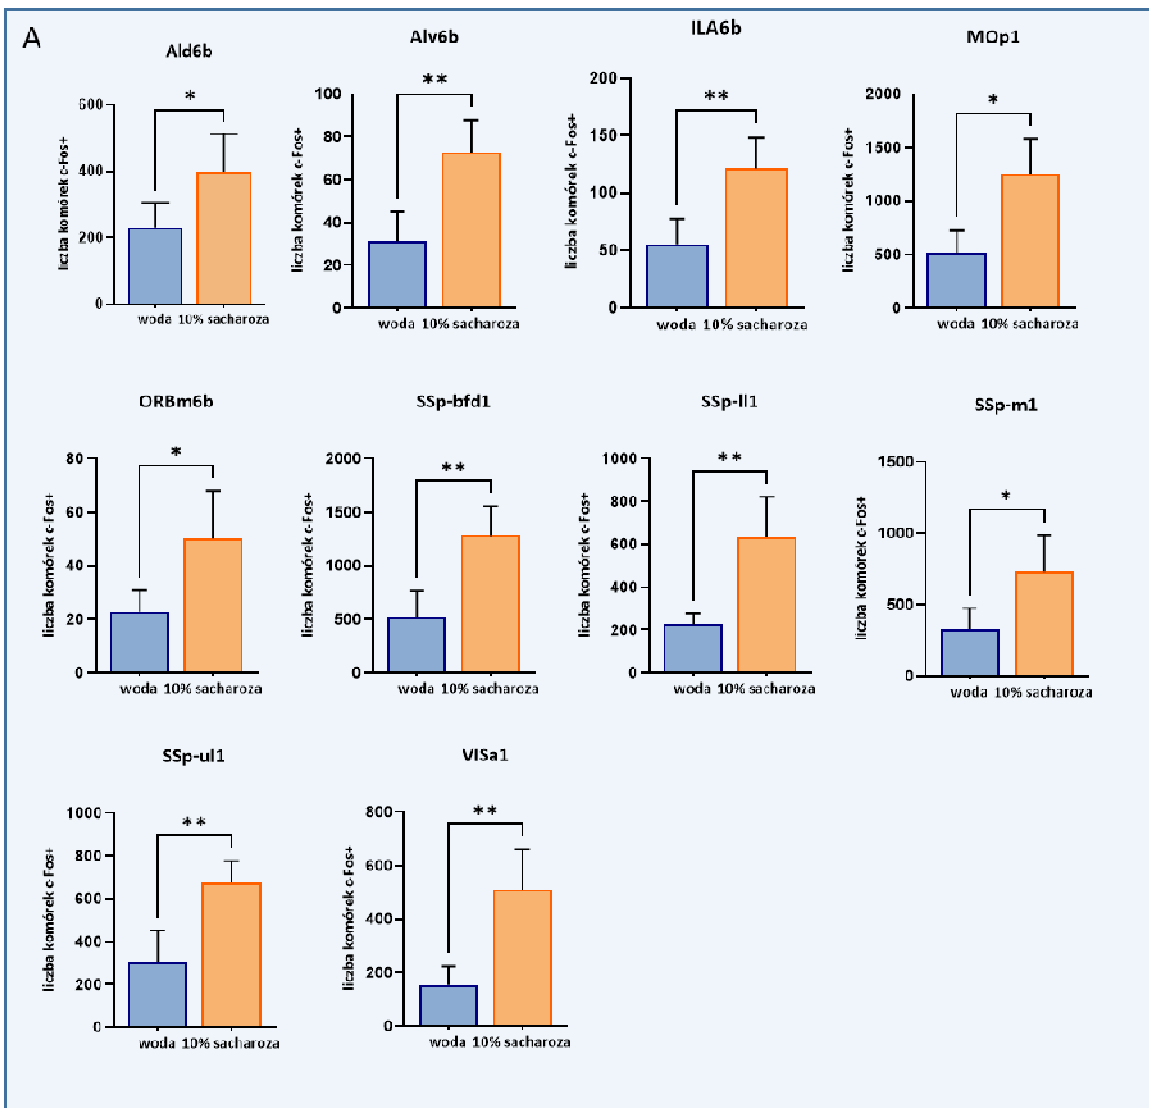 A
AId6b
AIv6b
ILA6b
MOp1
liczba komórek c-Fos+
600
400
200
0
*
woda 10% sacharoza
liczba komórek c-Fos+
100
80
60
40
20
0
**
woda 10% sacharoza
liczba komórek c-Fos+
200
150
100
50
0
**
woda 10% sacharoza
liczba komórek c-Fos+
2000
1500
1000
500
0
*
woda 10% sacharoza
ORBm6b
SSp-bfd1
SSp-ll1
SSp-m1
liczba komórek c-Fos+
80
60
40
20
0
*
woda 10% sacharoza
liczba komórek c-Fos+
2000
1500
1000
500
0
**
woda 10% sacharoza
liczba komórek c-Fos+
1000
800
600
400
200
0
**
woda 10% sacharoza
liczba komórek c-Fos+
1500
1000
500
0
*
woda 10% sacharoza
SSp-ul1
VISa1
liczba komórek c-Fos+
1000
800
600
400
200
0
**
woda 10% sacharoza
liczba komórek c-Fos+
800
600
400
200
0
**
woda 10% sacharoza